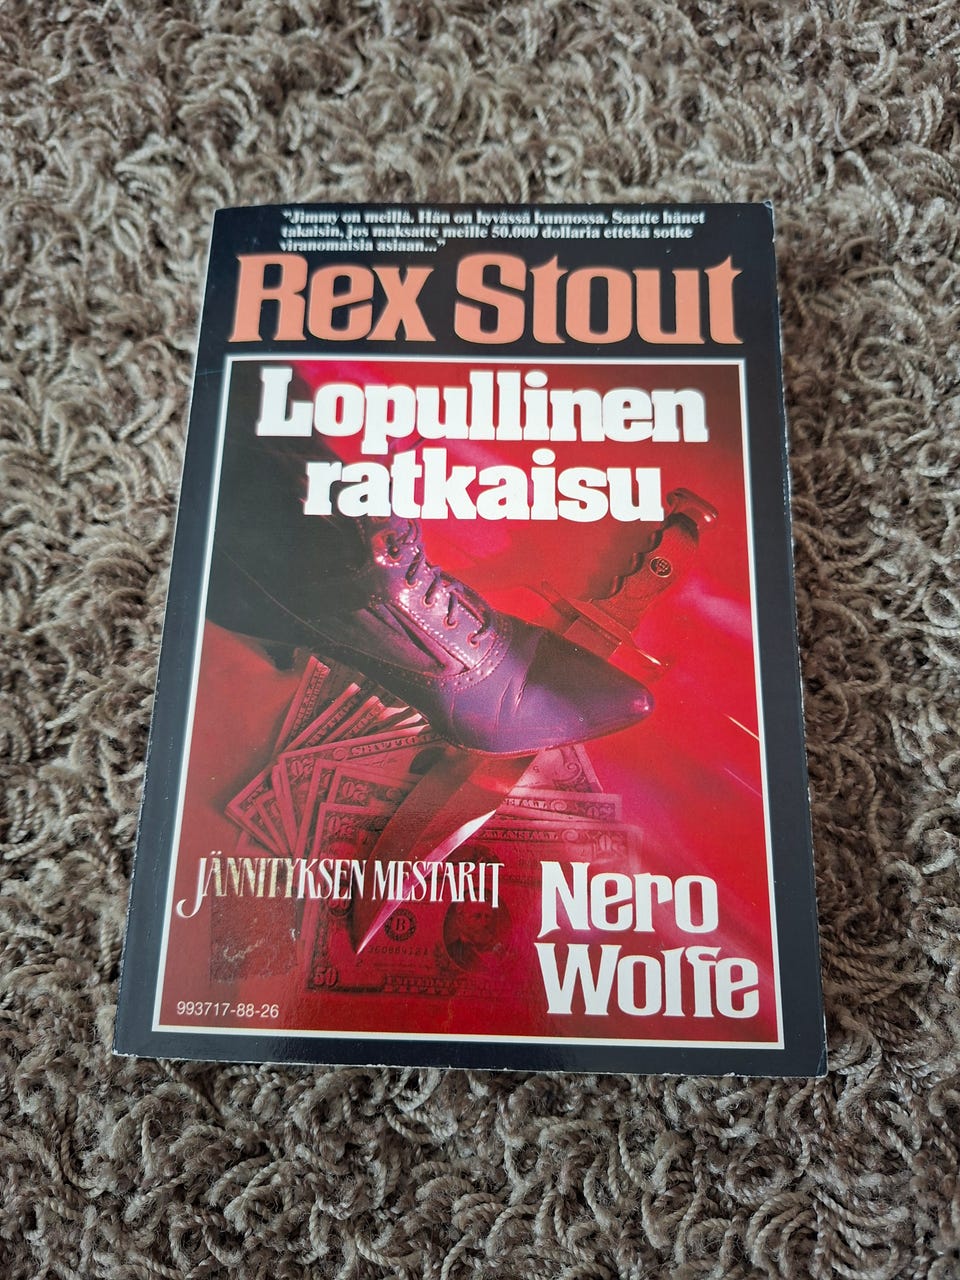 "Jimmy on meillä. Hän on hyvässä kunnossa. Saatte hänet
takaisin, jos maksatte meille 50.000 dollaria ettekä sotke
viranomaisia asiaan..."
Rex Stout
Lopullinen
ratkaisu
JÄNNITYKSEN MESTARIT
Nero
Wolfe
993717-88-26
50